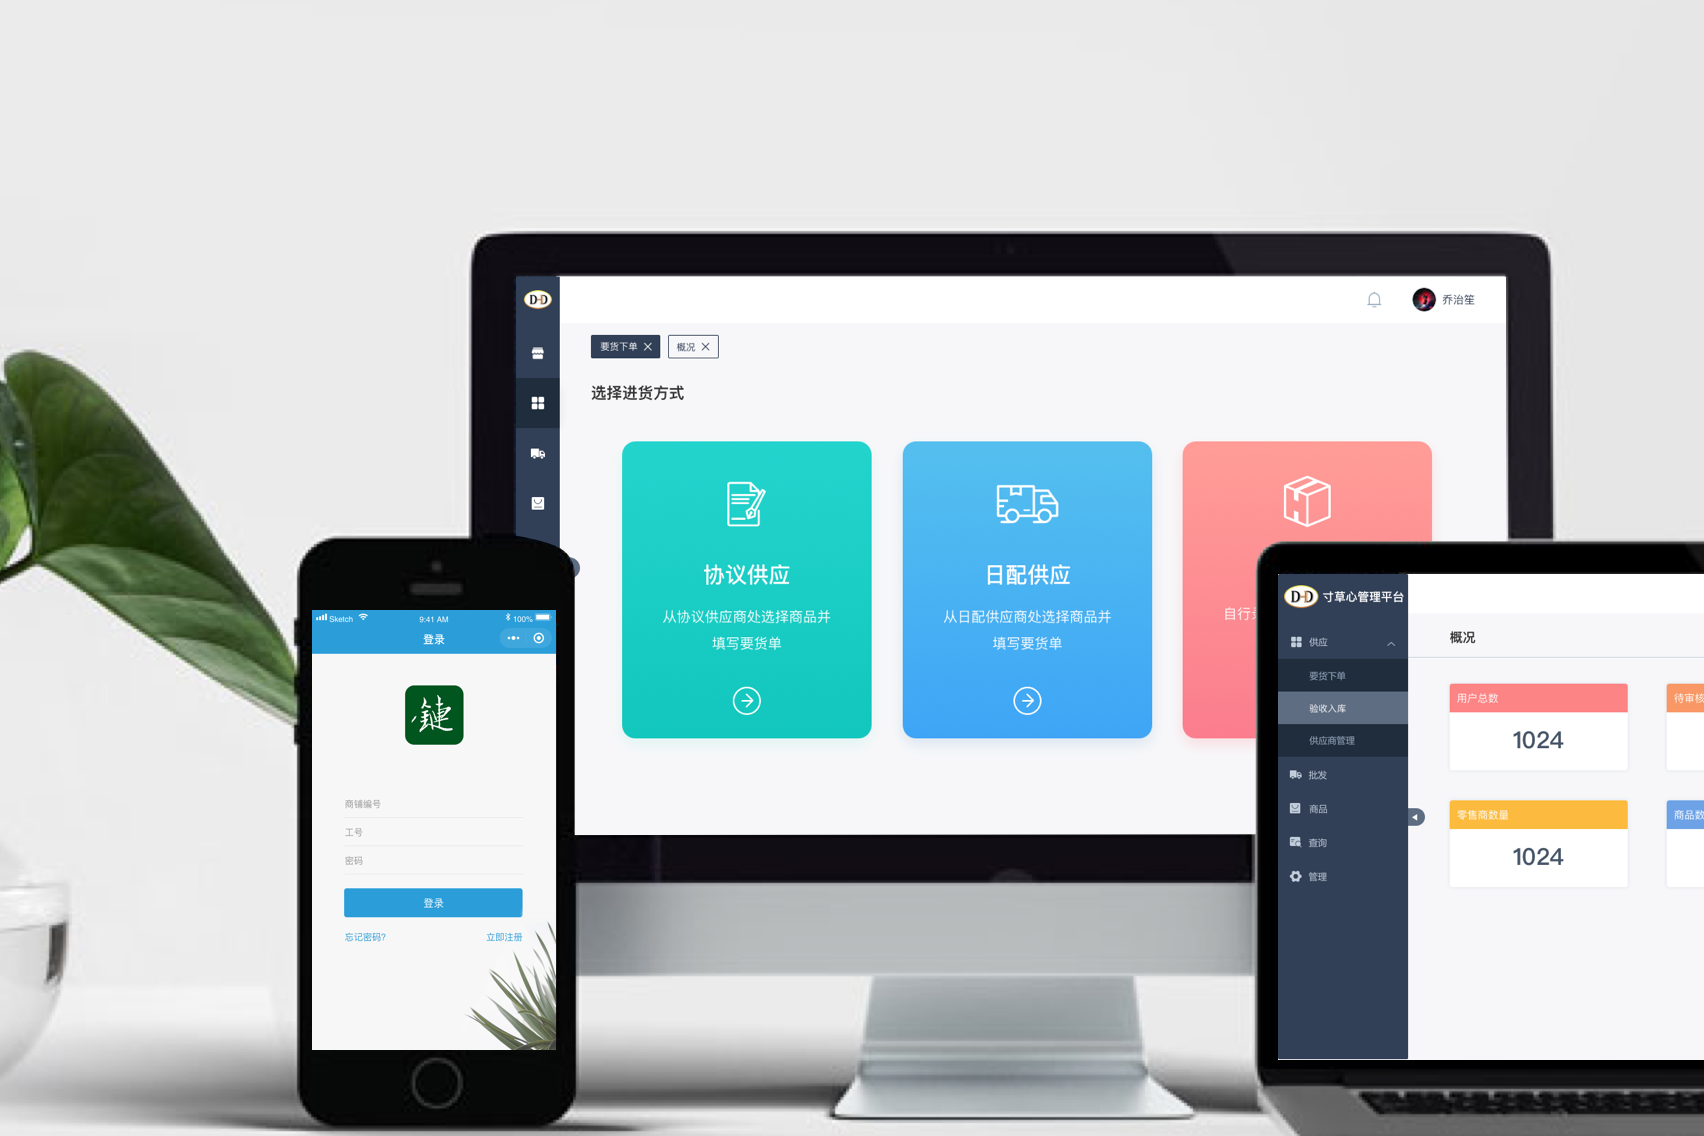 D-D
乔治笙
要货下单
概况
选择进货方式
协议供应
从协议供应商处选择商品并
填写要货单
日配供应
从日配供应商处选择商品并
填写要货单
自行
Sketch
9:41 AM
100%
登录
鏈
商铺编号
工号
密码
登录
忘记密码?
立即注册
D-D 寸草心管理平台
供应
要货下单
验收入库
供应商管理
批发
商品
查询
管理
概况
用户总数
1024
待审核
零售商数量
1024
商品数